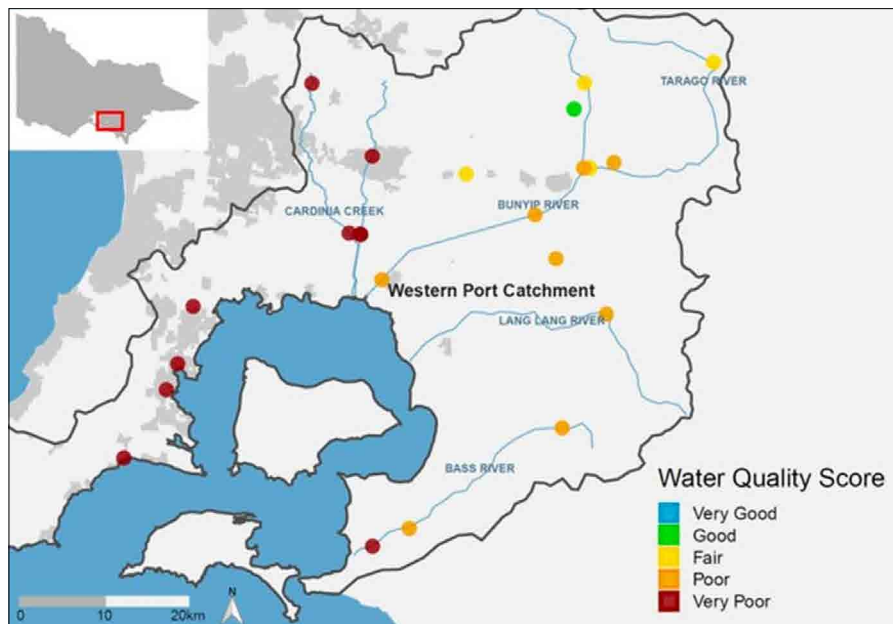 TARAGO RIVER
CARDINIA CREEK
BUNYIP RIVER
Western Port Catchment
LANG LANG RIVER
BASS RIVER
Water Quality Score
Very Good
Good
Fair
Poor
Very Poor
N
0 10 20km